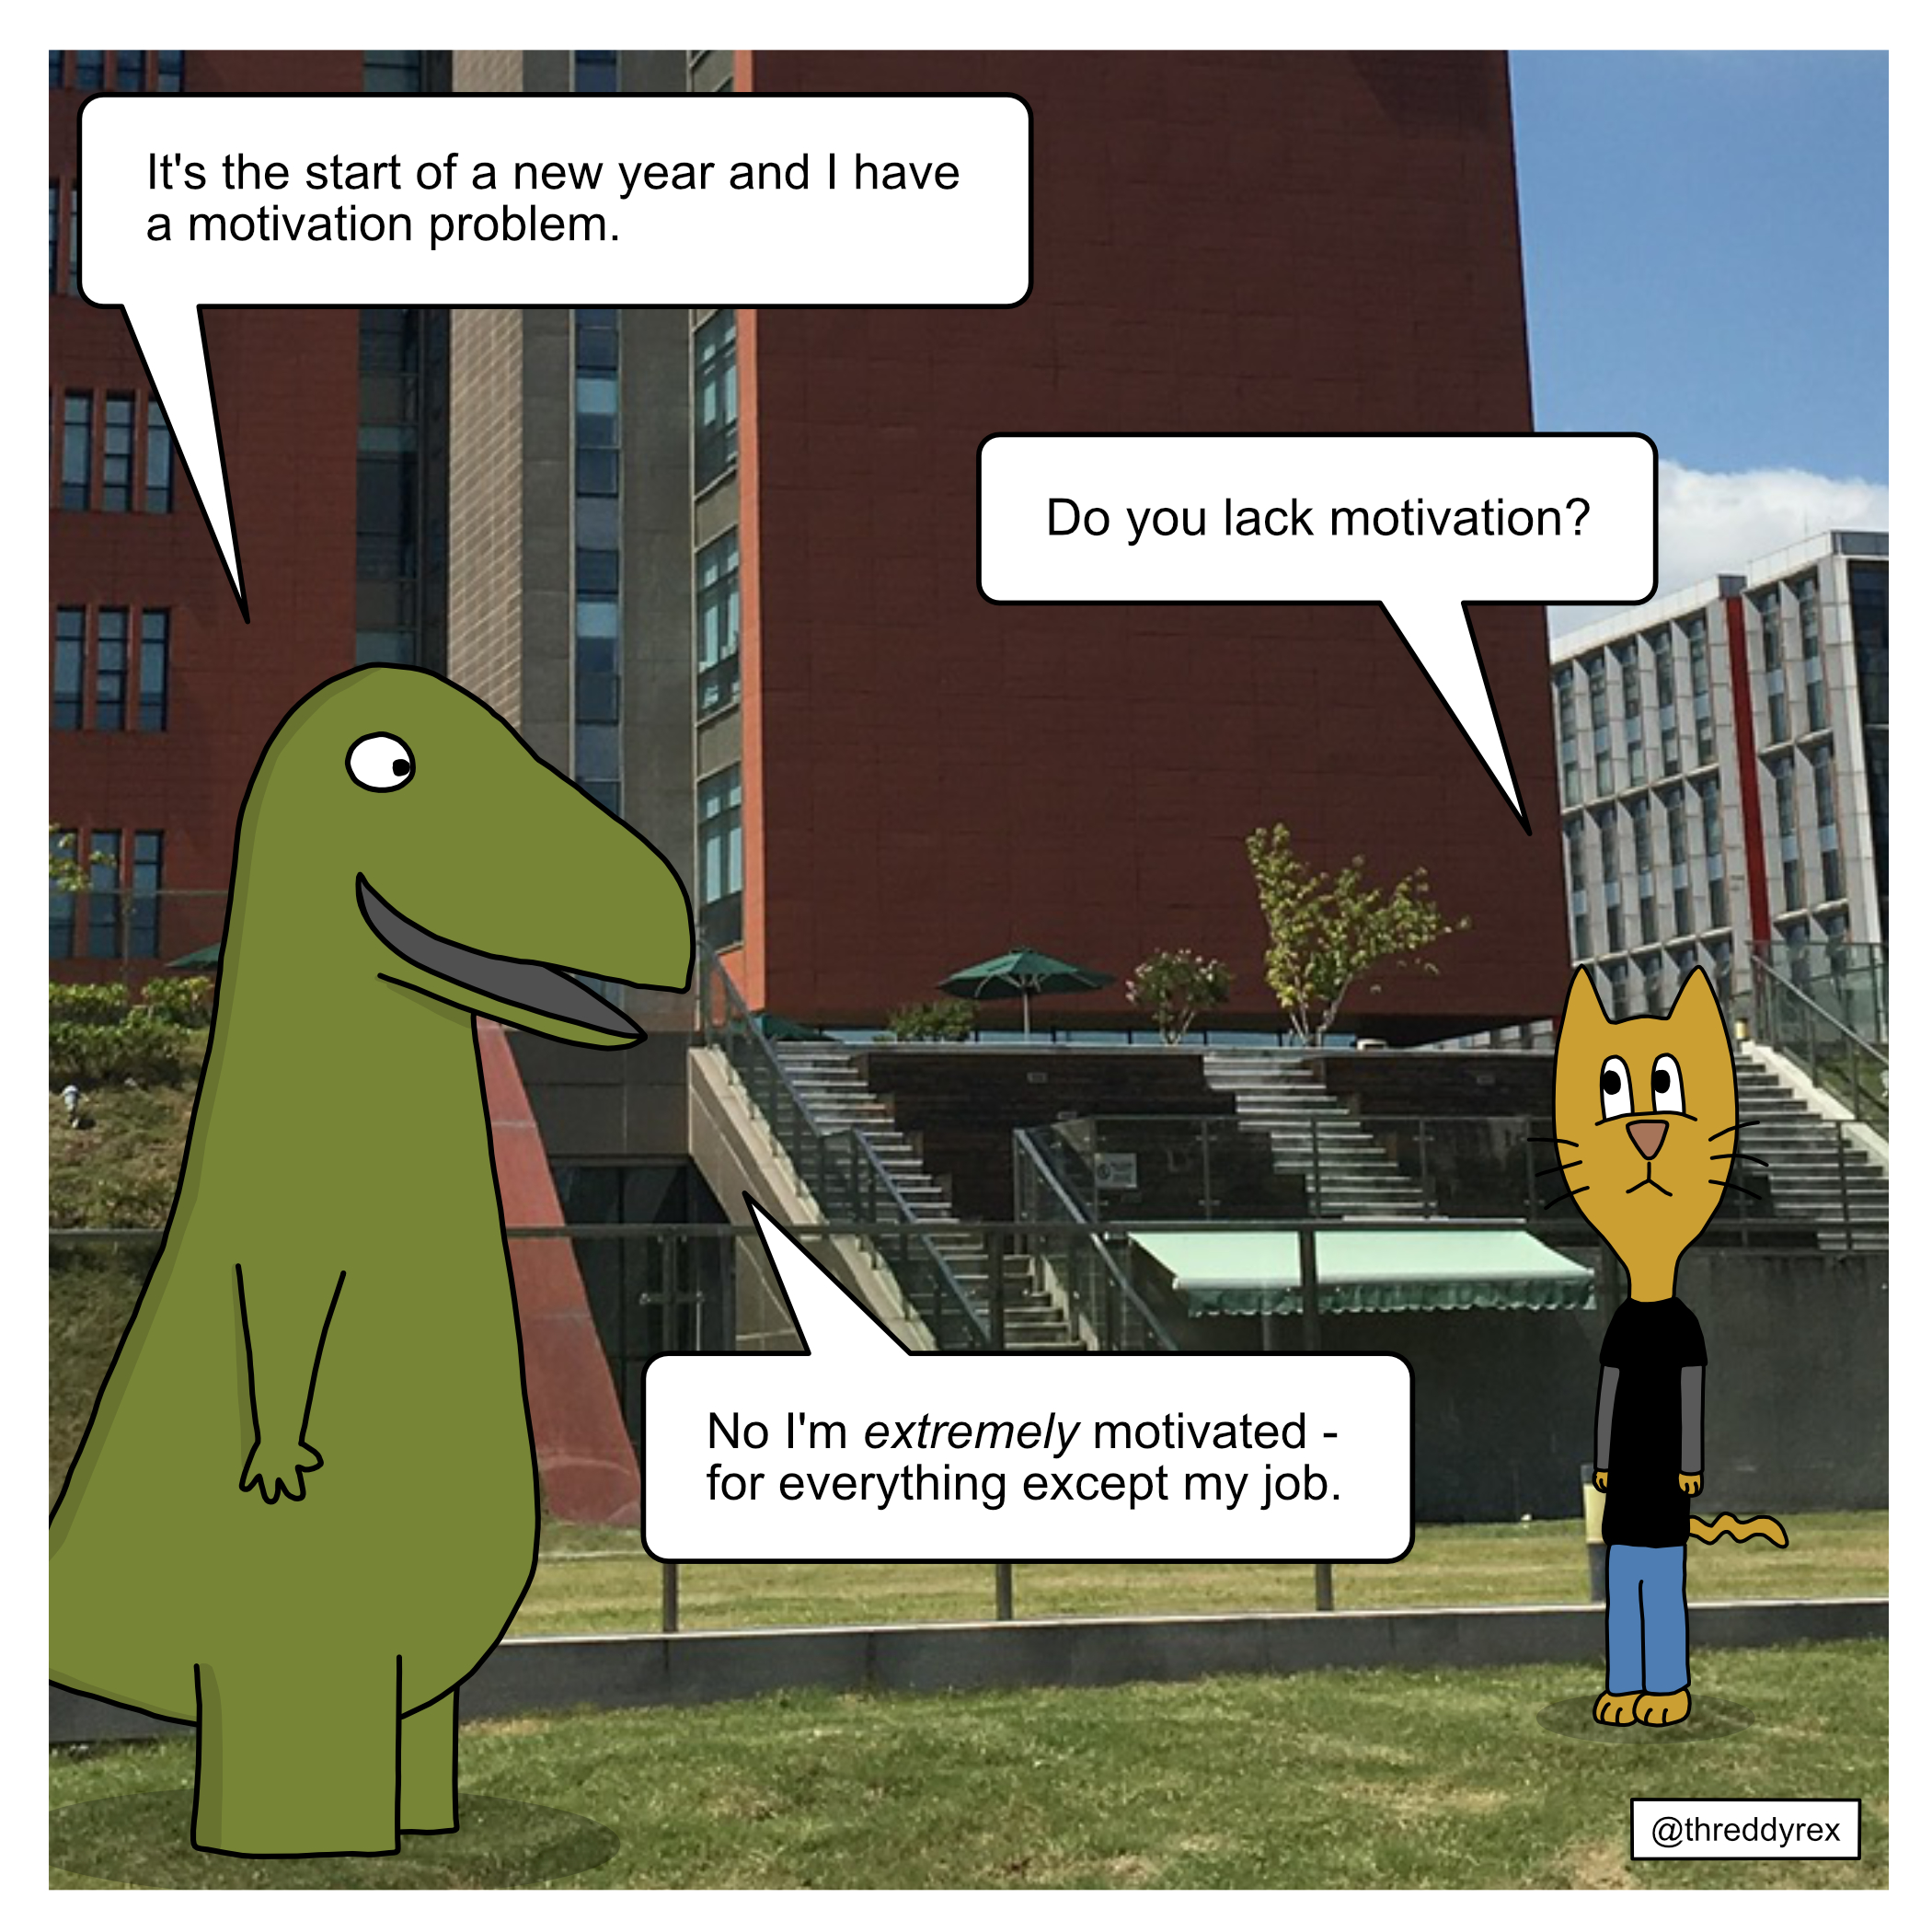 It's the start of a new year and I have
a motivation problem.
Do you lack motivation?
No I'm extremely motivated -
for everything except my job.
@threddyrex